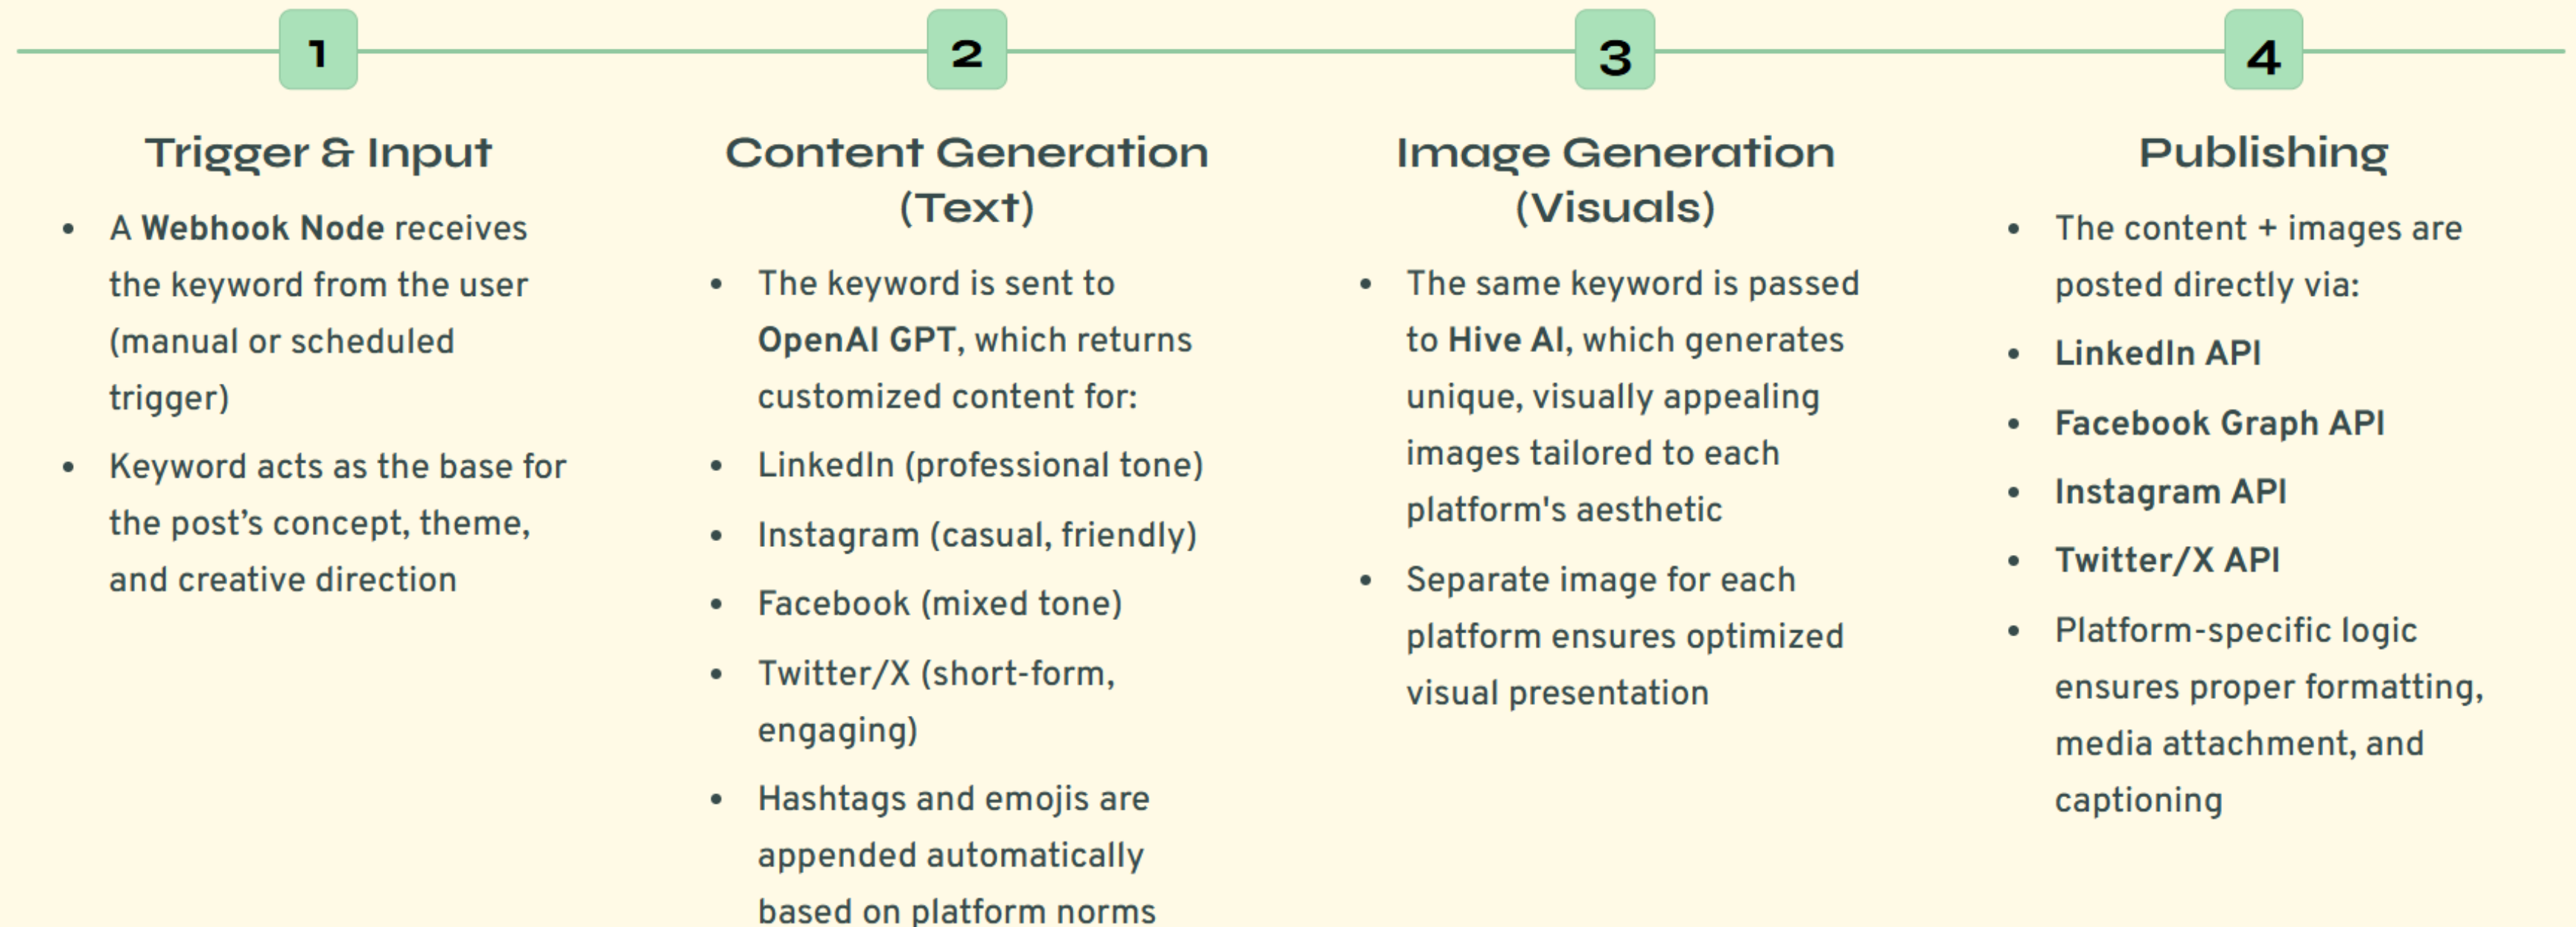 1
Trigger & Input
• A Webhook Node receives
the keyword from the user
(manual or scheduled
trigger)
• Keyword acts as the base for
the post’s concept, theme,
and creative direction
2
Content Generation
(Text)
• The keyword is sent to
OpenAI GPT, which returns
customized content for:
• LinkedIn (professional tone)
• Instagram (casual, friendly)
• Facebook (mixed tone)
• Twitter/X (short-form,
engaging)
• Hashtags and emojis are
appended automatically
based on platform norms
3
Image Generation
(Visuals)
• The same keyword is passed
to Hive AI, which generates
unique, visually appealing
images tailored to each
platform's aesthetic
• Separate image for each
platform ensures optimized
visual presentation
4
Publishing
• The content + images are
posted directly via:
• LinkedIn API
• Facebook Graph API
• Instagram API
• Twitter/X API
• Platform-specific logic
ensures proper formatting,
media attachment, and
captioning